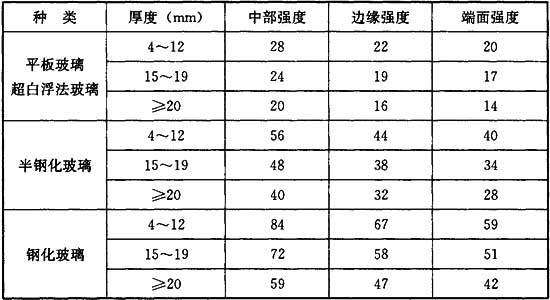 种 类 厚度（mm） 中部强度 边缘强度 端面强度
平板玻璃
超白浮法玻璃
4～12 28 22 20
15～19 24 19 17
≥20 20 16 14
半钢化玻璃
4～12 56 44 40
15～19 48 38 34
≥20 40 32 28
钢化玻璃
4～12 84 67 59
15～19 72 58 51
≥20 59 47 42